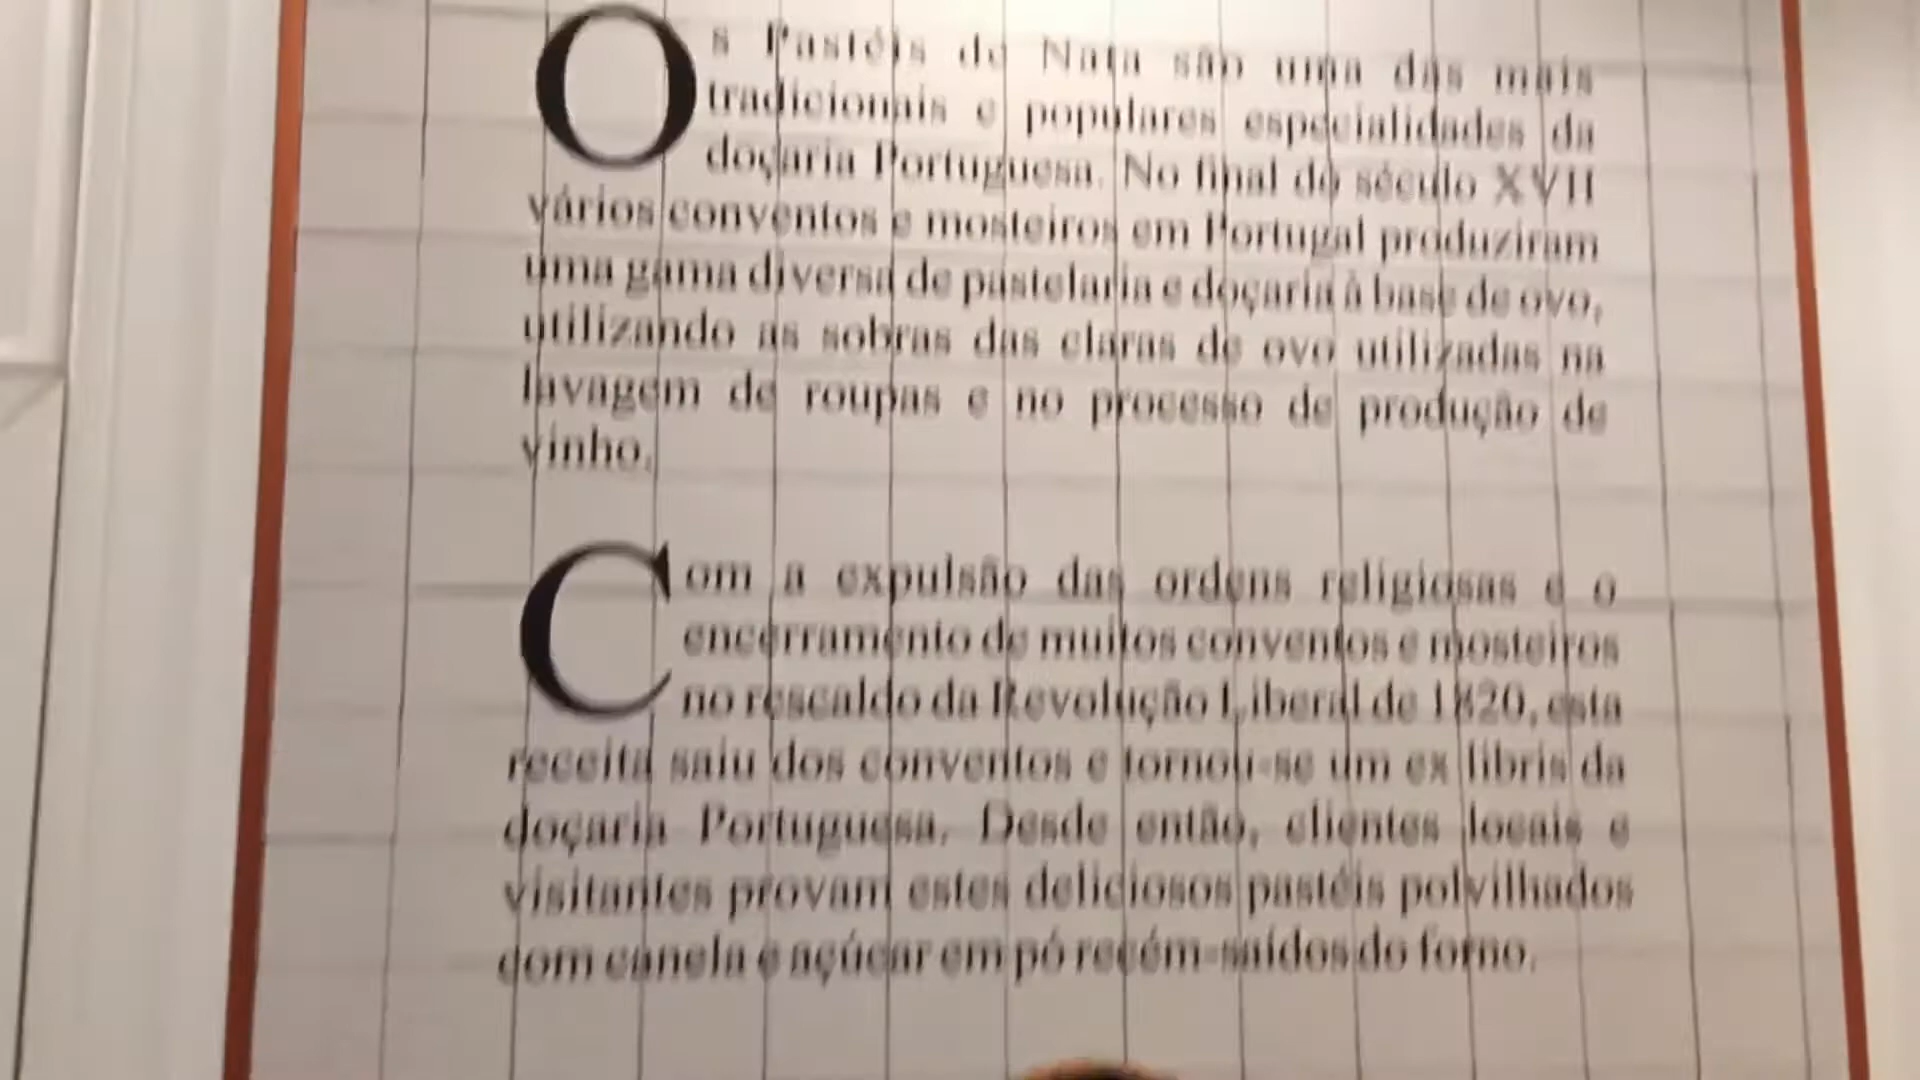 Os Pastéis de Nata são uma das mais
tradicionais e populares especialidades da
doçaria Portuguesa. No final do século XVII
vários conventos e mosteiros em Portugal produziram
uma gama diversa de pastelaria e doçaria à base de ovo,
utilizando as sobras das claras de ovo utilizadas na
lavagem de roupas e no processo de produção de
vinho.
Com a expulsão das ordens religiosas e o
encerramento de muitos conventos e mosteiros
no rescaldo da Revolução Liberal de 1820, esta
receita saiu dos conventos e tornou-se um ex libris da
doçaria Portuguesa. Desde então, clientes locais e
visitantes provam estes deliciosos pastéis polvilhados
com canela e açúcar em pó recém-saídos do forno.